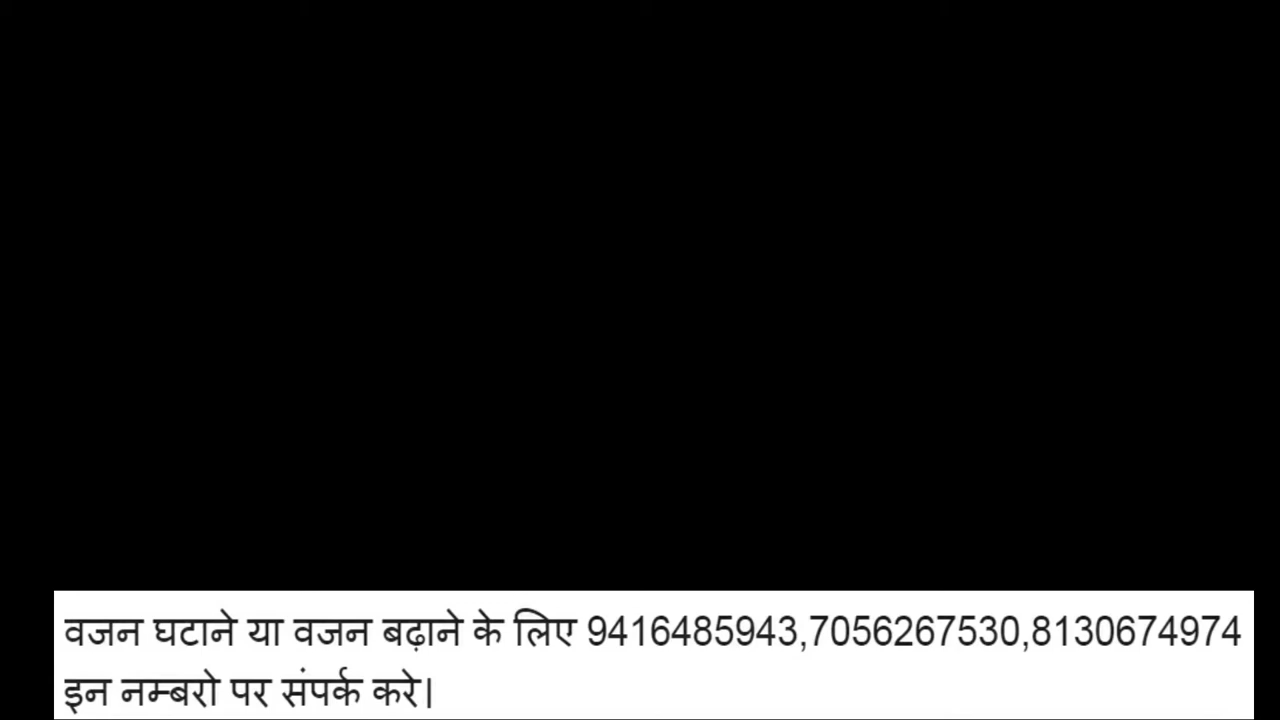 वजन घटाने या वजन बढ़ाने के लिए 9416485943,7056267530,8130674974
इन नम्बरो पर संपर्क करे।